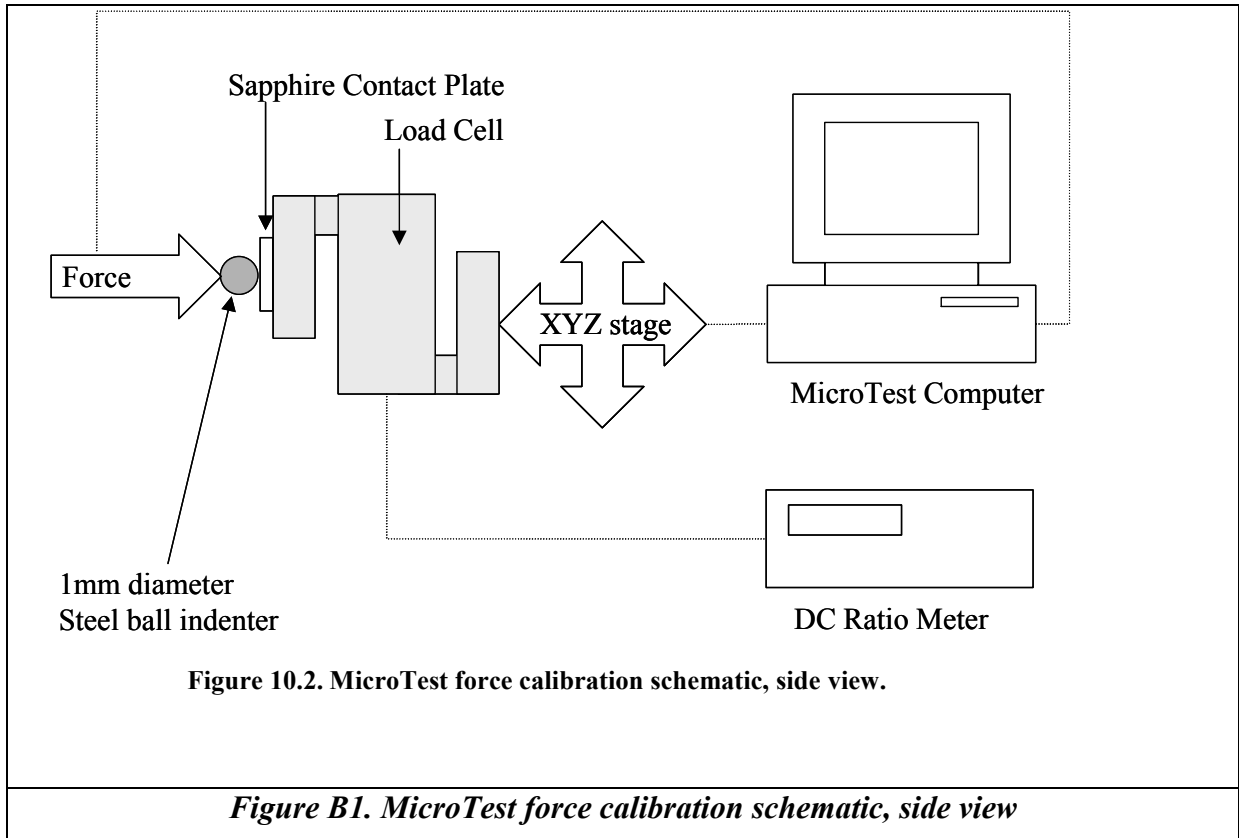 Sapphire Contact Plate
Load Cell
Force
XYZ stage
MicroTest Computer
1mm diameter
Steel ball indenter
DC Ratio Meter
Figure 10.2. MicroTest force calibration schematic, side view.
Figure B1. MicroTest force calibration schematic, side view